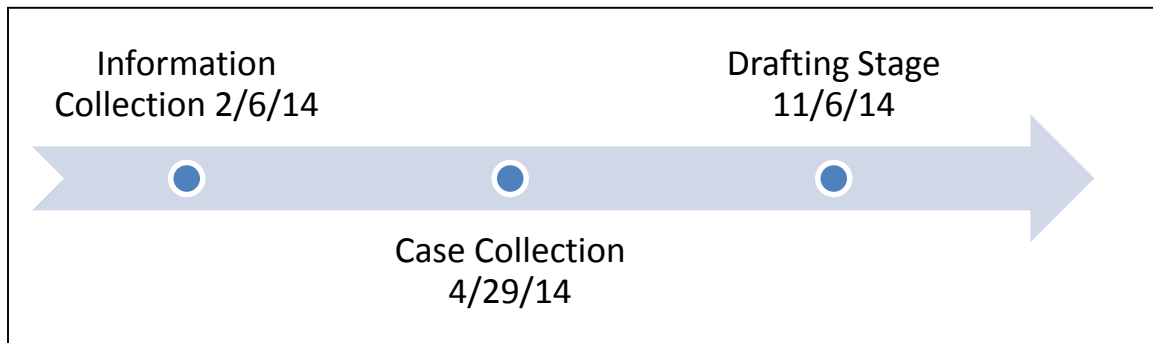 Information
Collection 2/6/14
Case Collection
4/29/14
Drafting Stage
11/6/14